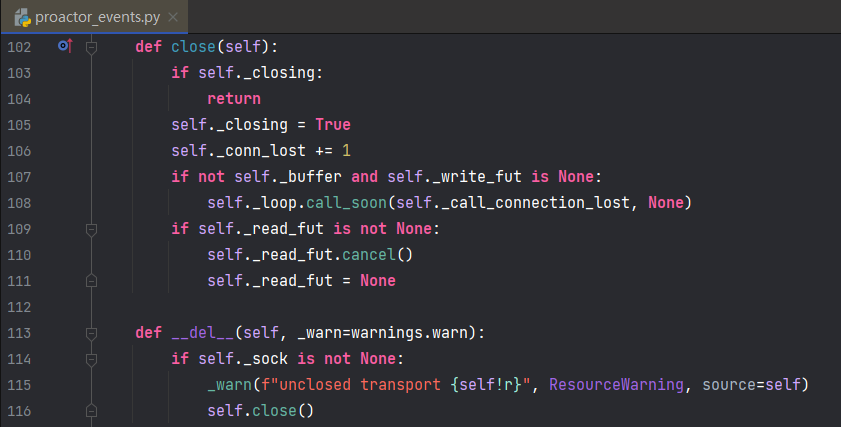 proactor_events.py
102 def close(self):
103 if self._closing:
104 return
105 self._closing = True
106 self._conn_lost += 1
107 if not self._buffer and self._write_fut is None:
108 self._loop.call_soon(self._call_connection_lost, None)
109 if self._read_fut is not None:
110 self._read_fut.cancel()
111 self._read_fut = None
112
113 def __del__(self, _warn=warnings.warn):
114 if self._sock is not None:
115 _warn(f"unclosed transport {self!r}", ResourceWarning, source=self)
116 self.close()